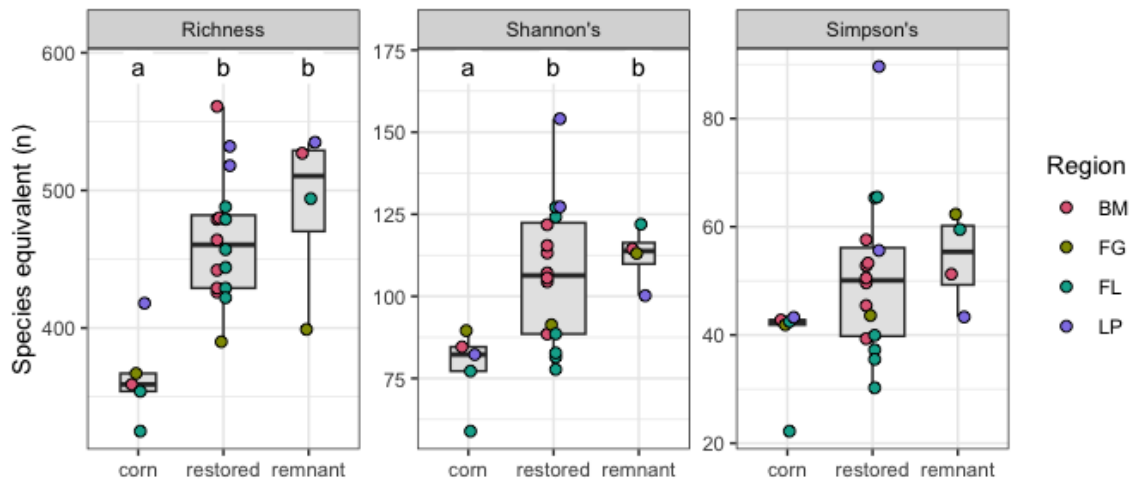 Richness
Shannon's
Simpson's
Species equivalent (n)
600
500
400
a
b
b
corn
restored
remnant
175
150
125
100
75
a
b
b
corn
restored
remnant
80
60
40
20
corn
restored
remnant
Region
BM
FG
FL
LP